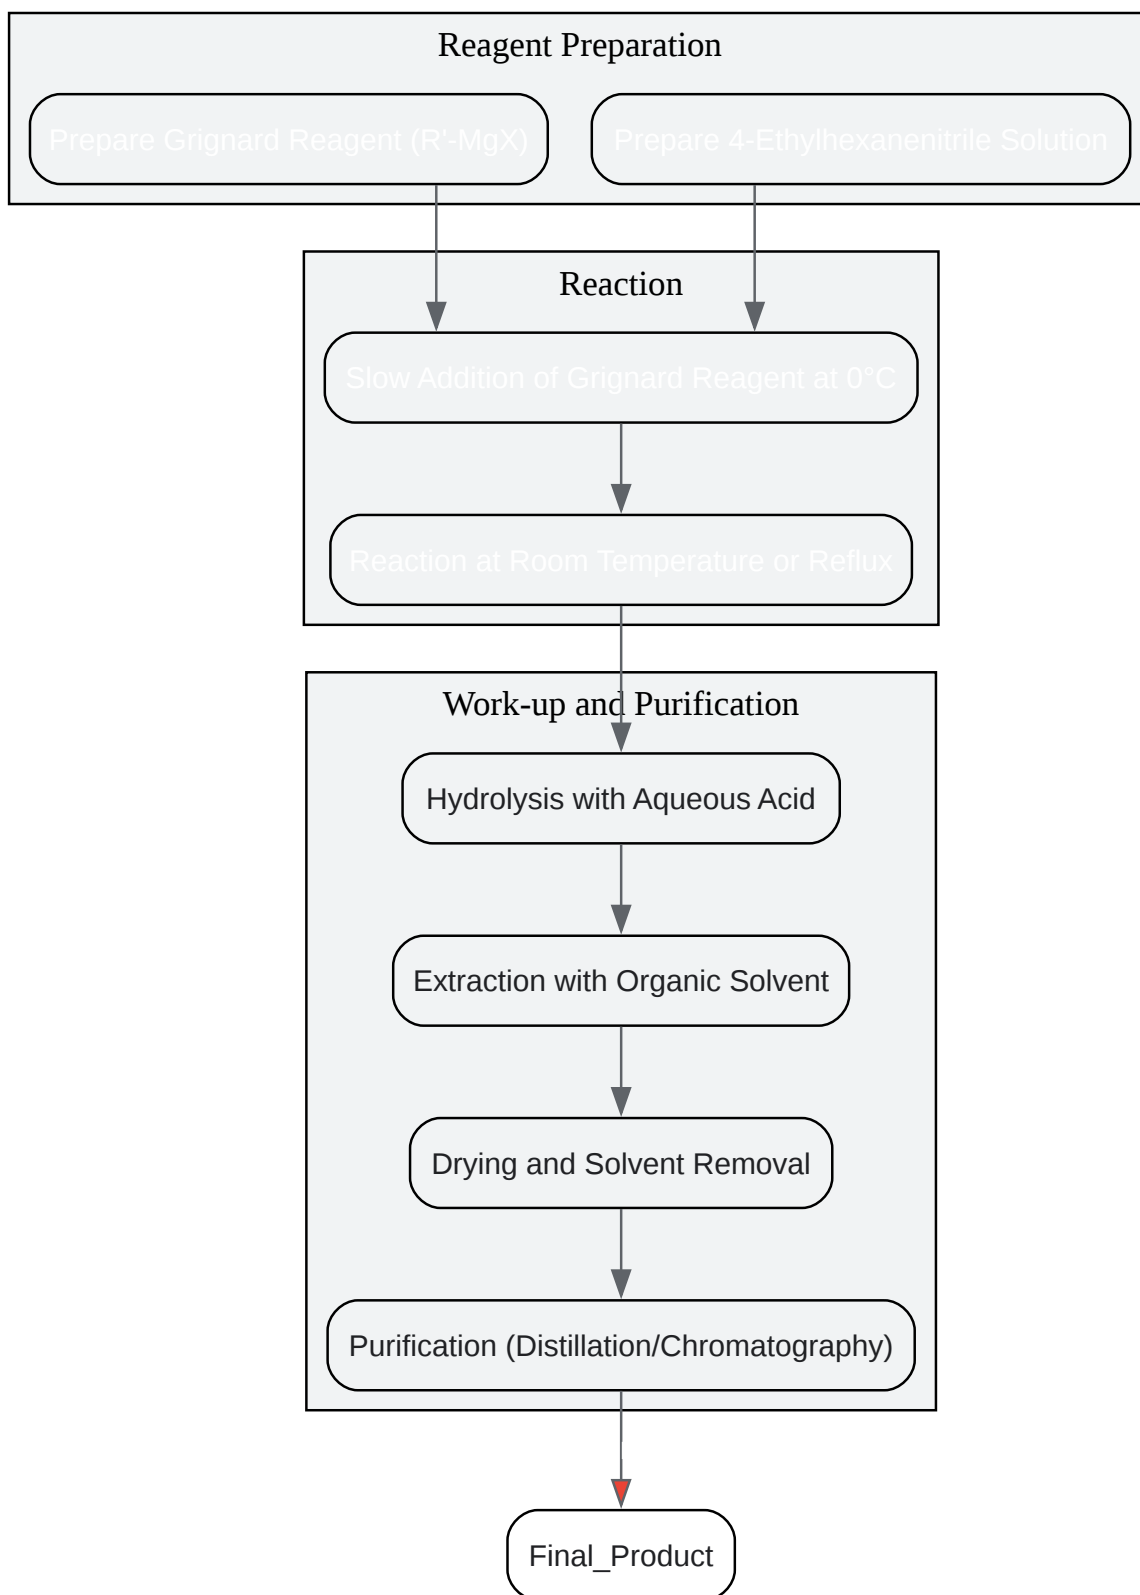 Reagent Preparation
Prepare Grignard Reagent (R'-MgX)
Prepare 4-Ethylhexanenitrile Solution
Reaction
Slow Addition of Grignard Reagent at 0°C
Reaction at Room Temperature or Reflux
Work-up and Purification
Hydrolysis with Aqueous Acid
Extraction with Organic Solvent
Drying and Solvent Removal
Purification (Distillation/Chromatography)
Final_Product